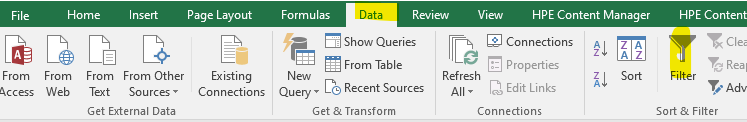 File Home Insert Page Layout Formulas Data Review View HPE Content Manager HPE Content
From Access
From Web
From Text
From Other Sources
Existing Connections
Get External Data
New Query
Show Queries
From Table
Recent Sources
Get & Transform
Refresh All
Connections
Properties
Edit Links
Connections
A Z
Z A
Z A
A Z
Sort
Filter
Clea
Reap
Adv
Sort & Filter